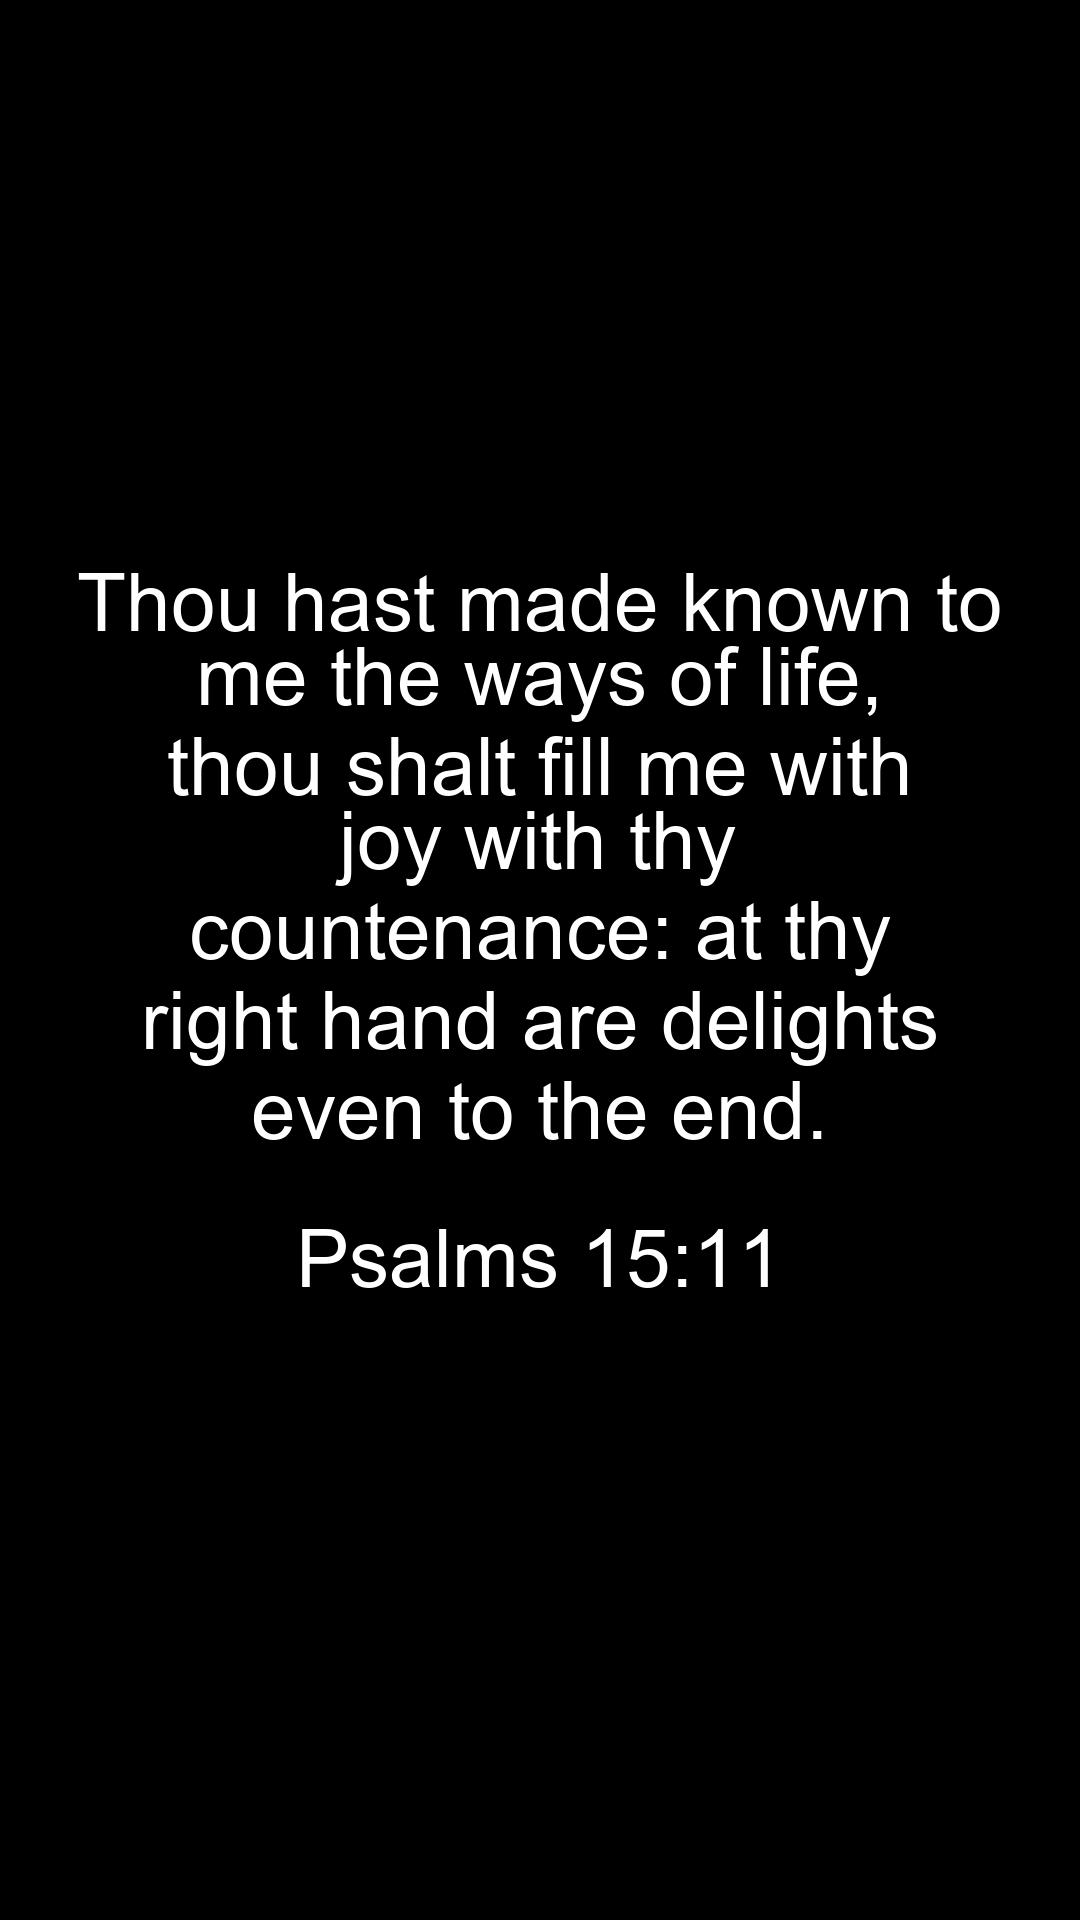 Thou hast made known to
me the ways of life,
thou shalt fill me with
joy with thy
countenance: at thy
right hand are delights
even to the end.
Psalms 15:11